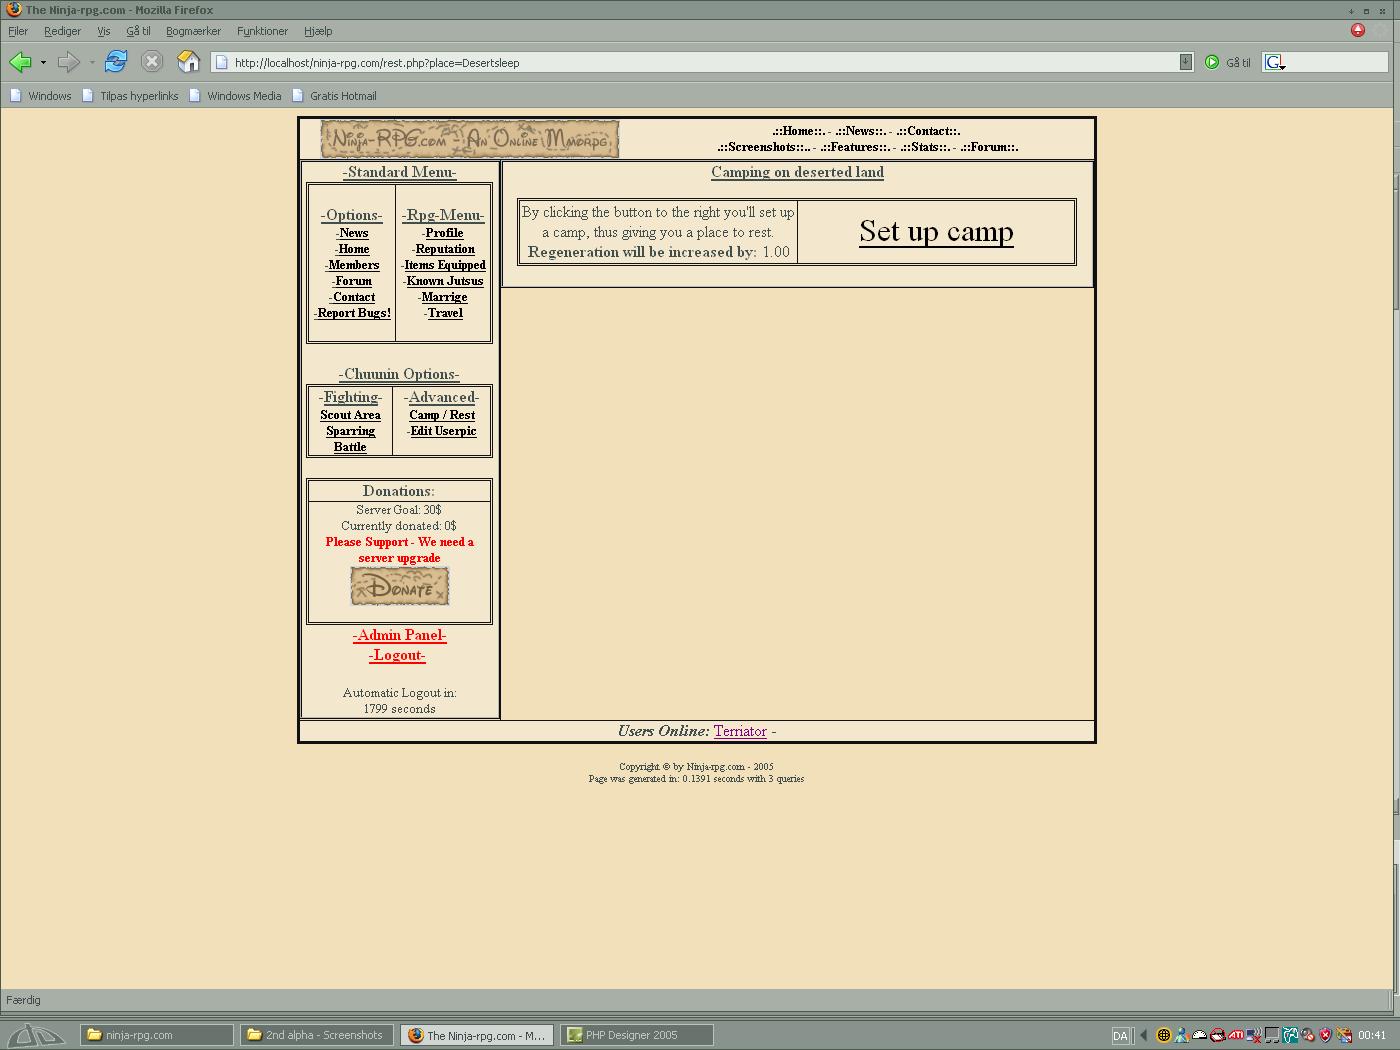 The Ninja-rpg.com - Mozilla Firefox
Filer Rediger Vis Gå til Bogmærker Funktioner Hjælp
http://localhost/ninja-rpg.com/rest.php?place=Desertsleep
Gå til
G
Windows Tilpas hyperlinks Windows Media Gratis Hotmail
Ninja-RPG.com - An Online Mmorpg
.::Home::. - .::News::. - .::Contact::.
.::Screenshots::.. - .::Features::. - .::Stats::. - .::Forum::.
-Standard Menu-
-Options-
-News
-Home
-Members
-Forum
-Contact
-Report Bugs!
-Rpg-Menu-
-Profile
-Reputation
-Items Equipped
-Known Jutsus
-Marrige
-Travel
-Chuunin Options-
-Fighting-
Scout Area
Sparring
Battle
-Advanced-
Camp / Rest
-Edit Userpic
Donations:
Server Goal: 30$
Currently donated: 0$
Please Support - We need a
server upgrade
Donate
-Admin Panel-
-Logout-
Automatic Logout in:
1799 seconds
Camping on deserted land
By clicking the button to the right you'll set up
a camp, thus giving you a place to rest.
Regeneration will be increased by: 1.00
Set up camp
Users Online: Terriator -
Copyright © by Ninja-rpg.com - 2005
Page was generated in: 0.1391 seconds with 3 queries
Færdig
ninja-rpg.com
2nd alpha - Screenshots
The Ninja-rpg.com - M...
PHP Designer 2005
DA
ATI
00:41